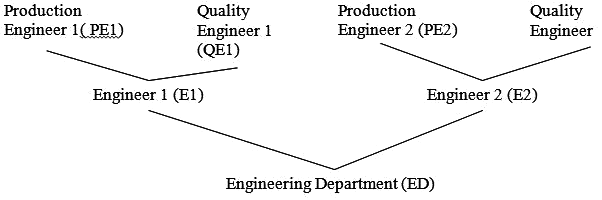 Production
Engineer 1( PE1)
Quality
Engineer 1
(QE1)
Production
Engineer 2 (PE2)
Quality
Engineer
Engineer 1 (E1)
Engineer 2 (E2)
Engineering Department (ED)